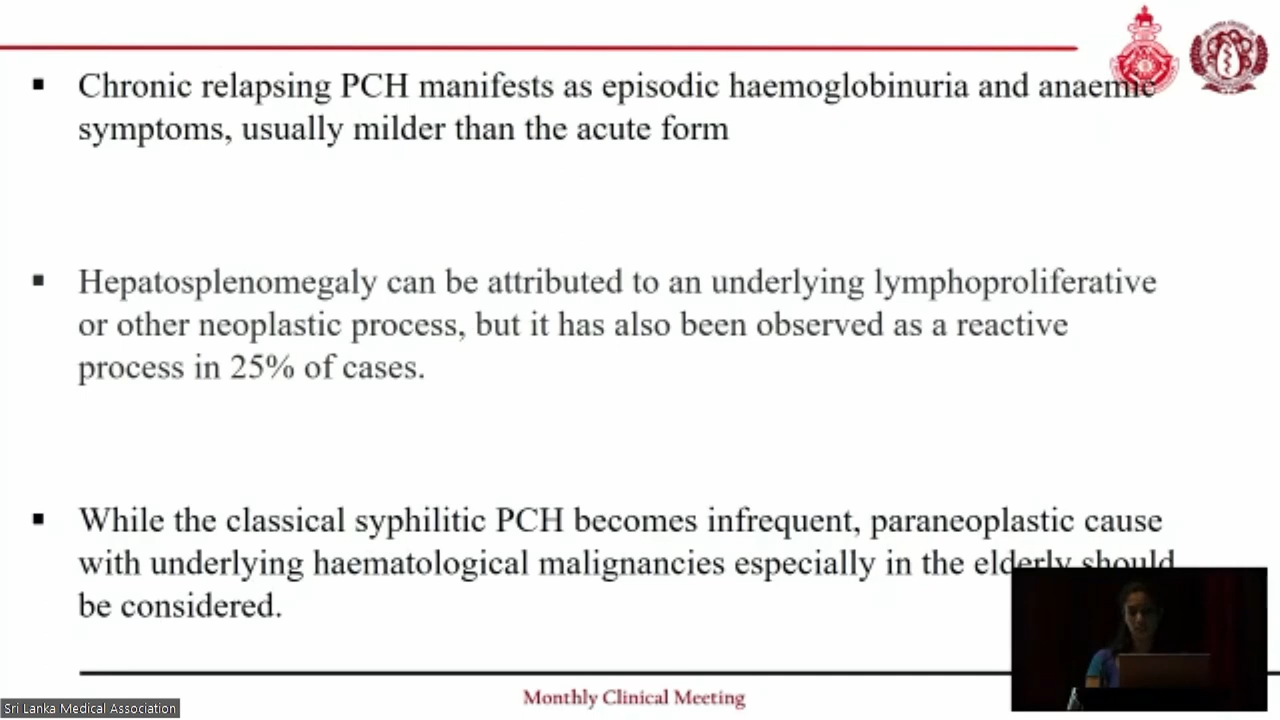 Chronic relapsing PCH manifests as episodic haemoglobinuria and anaemic
symptoms, usually milder than the acute form
Hepatosplenomegaly can be attributed to an underlying lymphoproliferative
or other neoplastic process, but it has also been observed as a reactive
process in 25% of cases.
While the classical syphilitic PCH becomes infrequent, paraneoplastic cause
with underlying haematological malignancies especially in the elderly should
be considered.
Monthly Clinical Meeting
Sri Lanka Medical Association